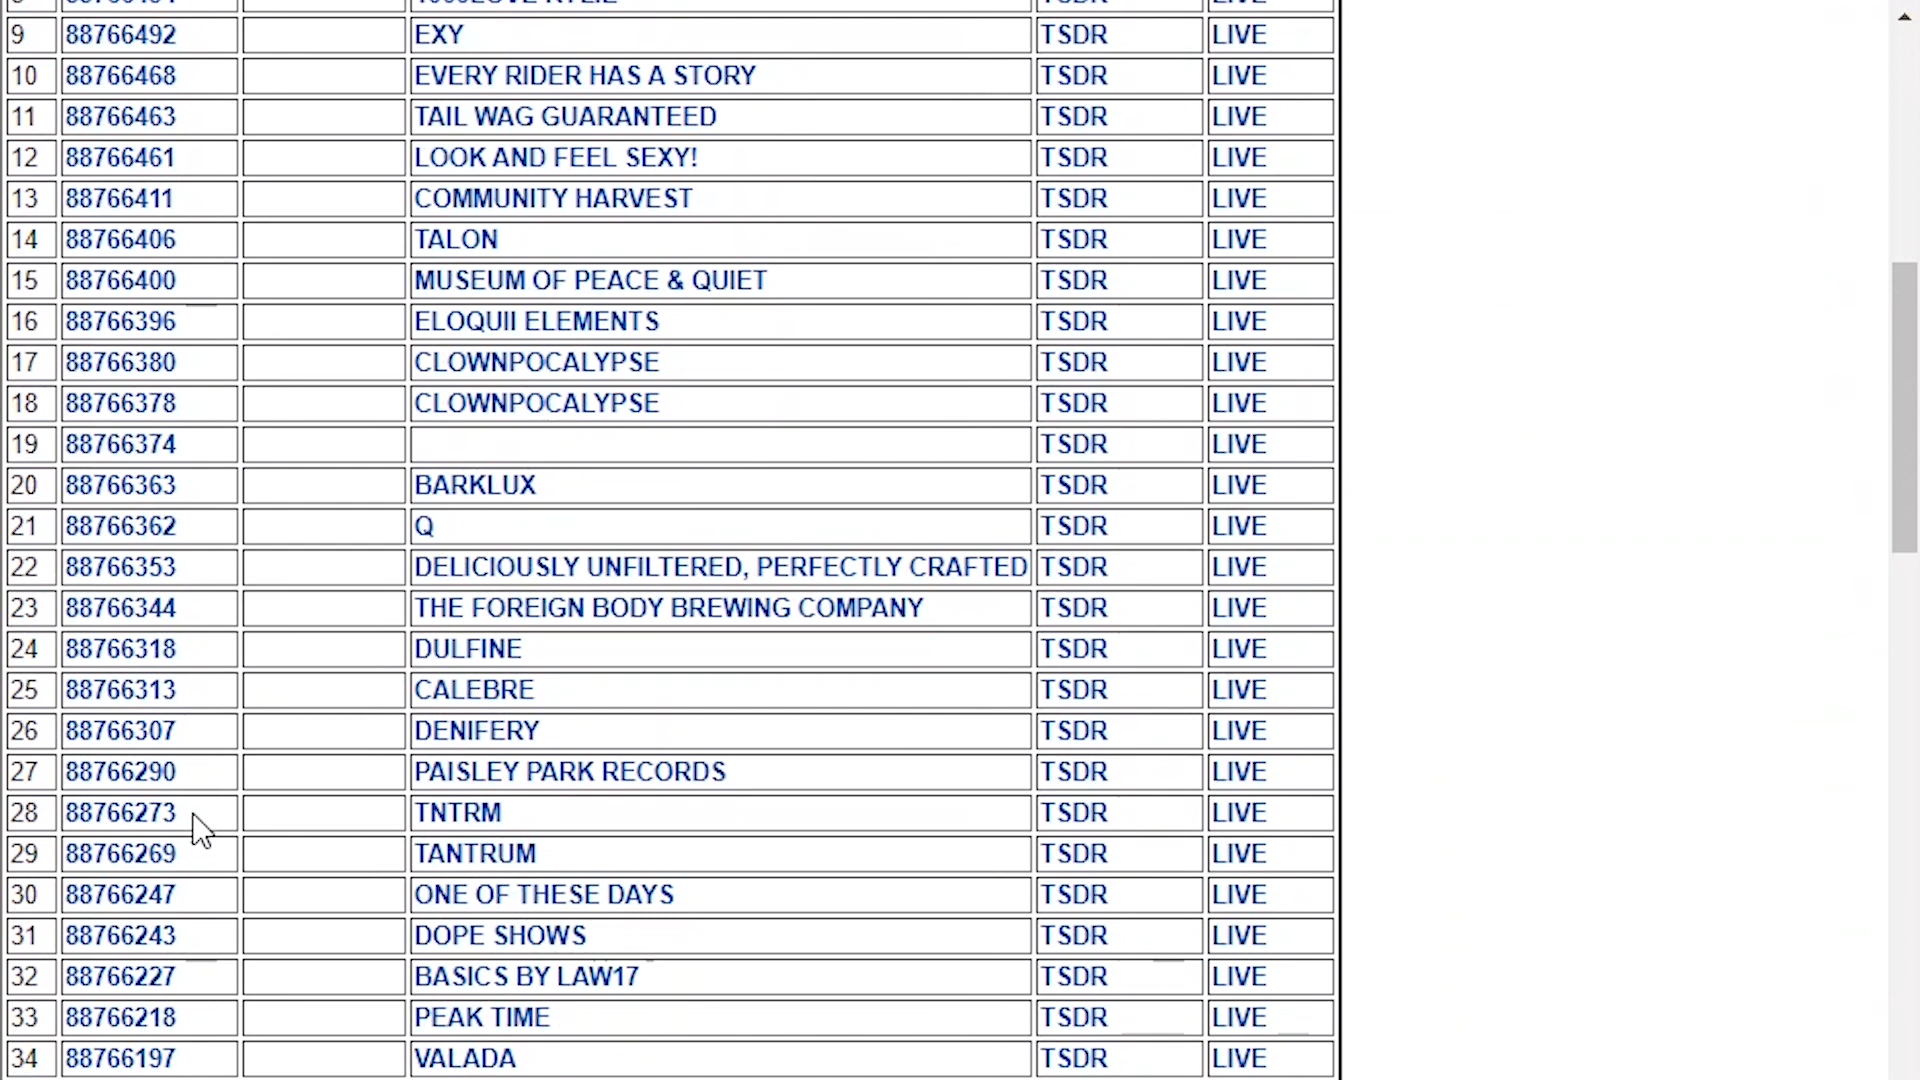 9 88766492 EXY TSDR LIVE
10 88766468 EVERY RIDER HAS A STORY TSDR LIVE
11 88766463 TAIL WAG GUARANTEED TSDR LIVE
12 88766461 LOOK AND FEEL SEXY! TSDR LIVE
13 88766411 COMMUNITY HARVEST TSDR LIVE
14 88766406 TALON TSDR LIVE
15 88766400 MUSEUM OF PEACE & QUIET TSDR LIVE
16 88766396 ELOQUII ELEMENTS TSDR LIVE
17 88766380 CLOWNPOCALYPSE TSDR LIVE
18 88766378 CLOWNPOCALYPSE TSDR LIVE
19 88766374 TSDR LIVE
20 88766363 BARKLUX TSDR LIVE
21 88766362 Q TSDR LIVE
22 88766353 DELICIOUSLY UNFILTERED, PERFECTLY CRAFTED TSDR LIVE
23 88766344 THE FOREIGN BODY BREWING COMPANY TSDR LIVE
24 88766318 DULFINE TSDR LIVE
25 88766313 CALEBRE TSDR LIVE
26 88766307 DENIFERY TSDR LIVE
27 88766290 PAISLEY PARK RECORDS TSDR LIVE
28 88766273 TNTRM TSDR LIVE
29 88766269 TANTRUM TSDR LIVE
30 88766247 ONE OF THESE DAYS TSDR LIVE
31 88766243 DOPE SHOWS TSDR LIVE
32 88766227 BASICS BY LAW17 TSDR LIVE
33 88766218 PEAK TIME TSDR LIVE
34 88766197 VALADA TSDR LIVE